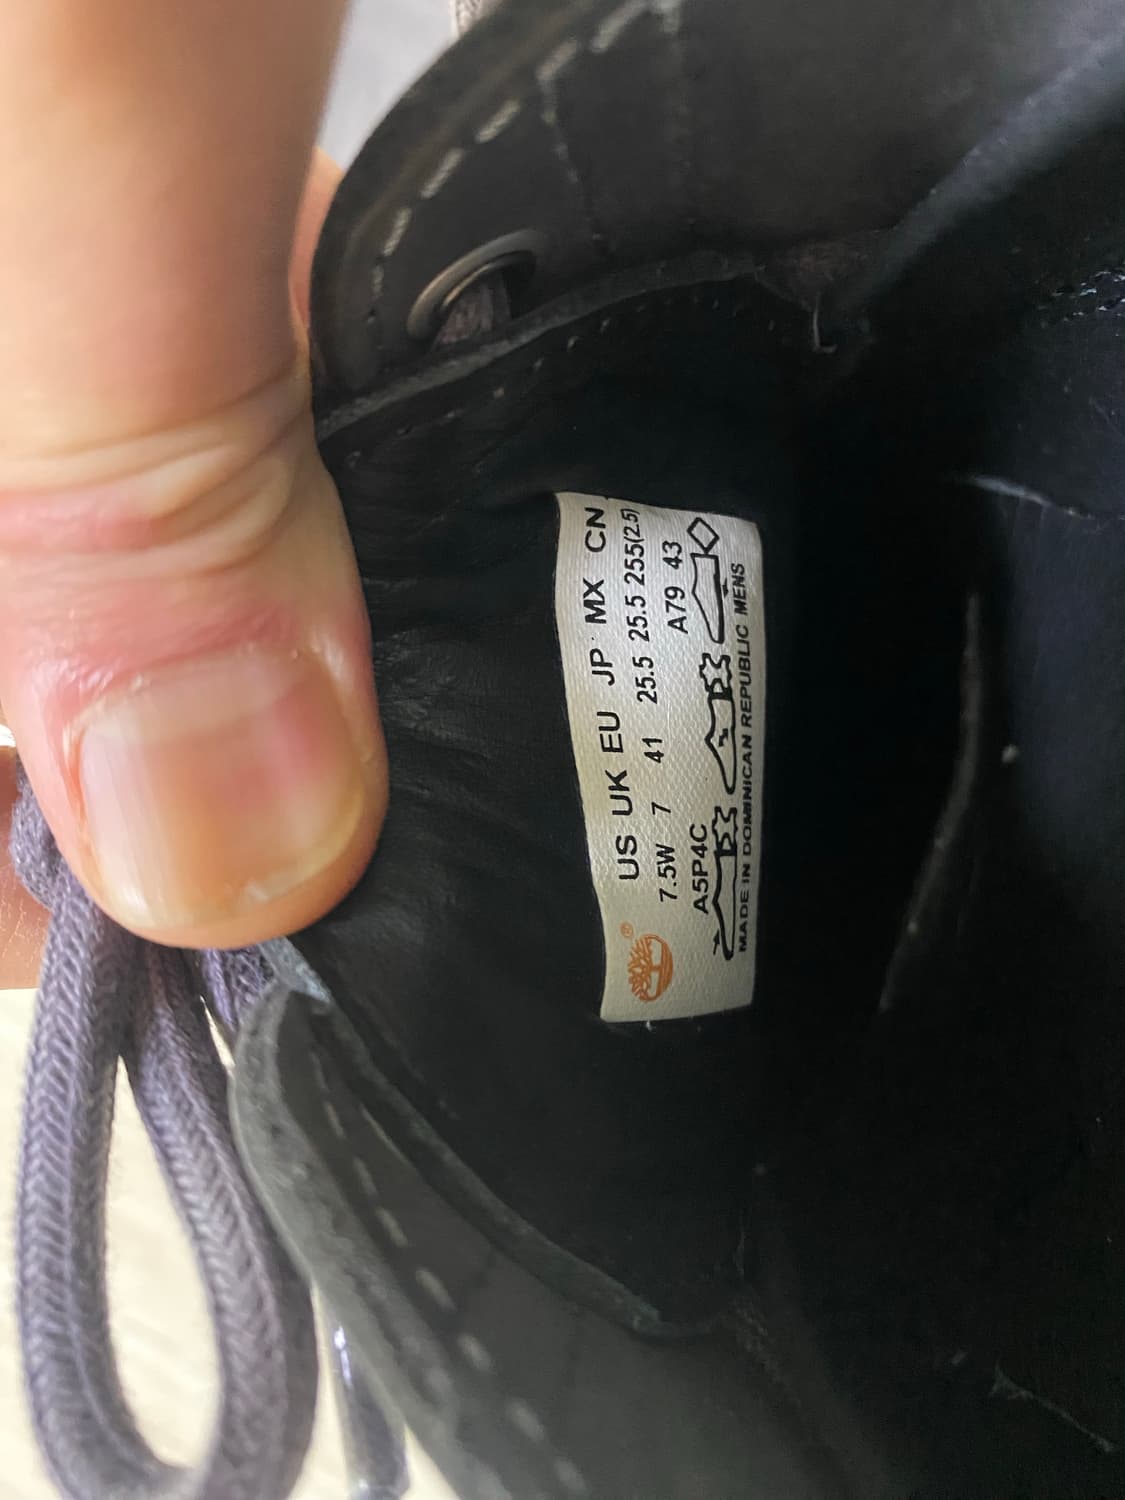 US UK EU JP MX CN
7.5W 7 41 25.5 25.5 255(2.5)
A5P4C A79 43
MADE IN DOMINICAN REPUBLIC MENS
®